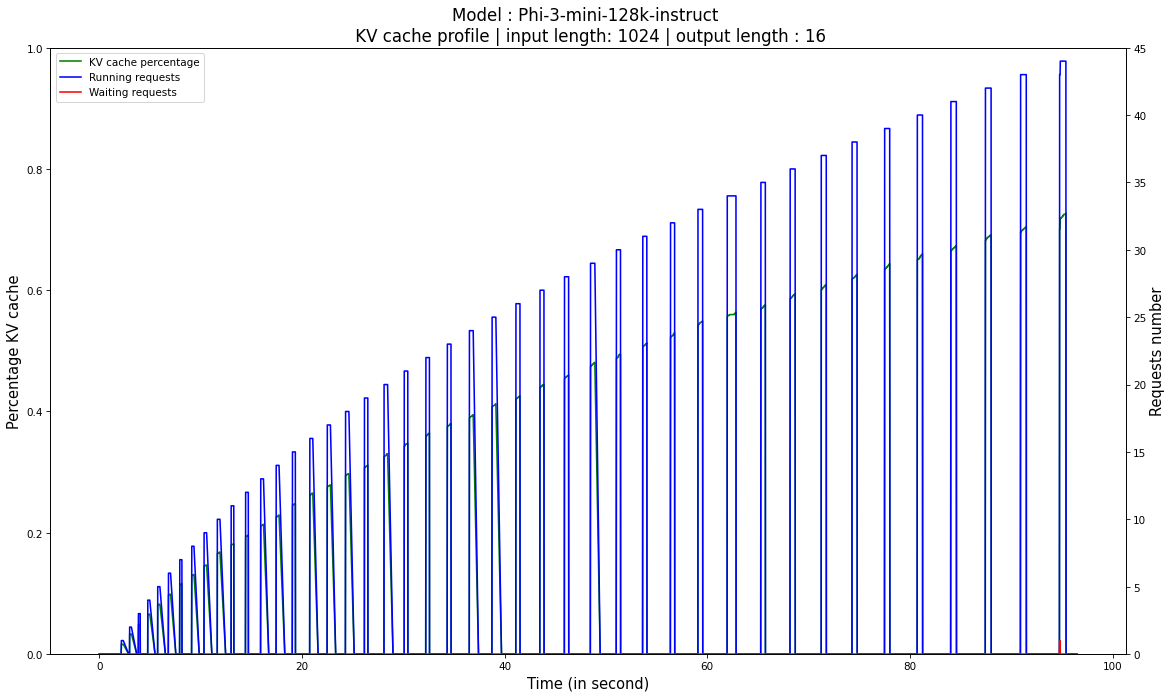 Model : Phi-3-mini-128k-instruct
KV cache profile | input length: 1024 | output length : 16
KV cache percentage
Running requests
Waiting requests
Percentage KV cache
1.0
0.8
0.6
0.4
0.2
0.0
45
40
35
30
25
20
15
10
5
0
Requests number
0
20
40
60
80
100
Time (in second)